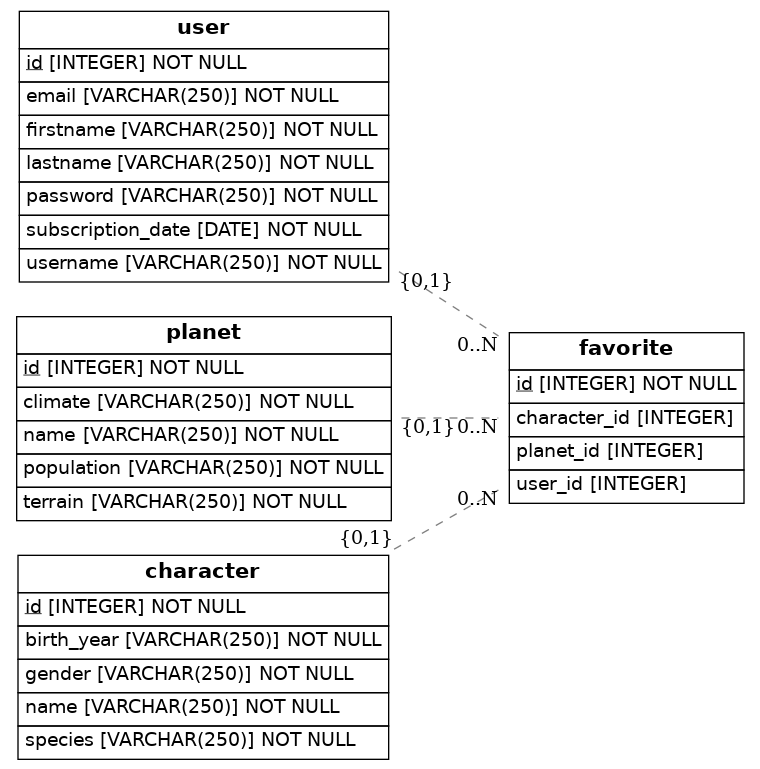 user
id [INTEGER] NOT NULL
email [VARCHAR(250)] NOT NULL
firstname [VARCHAR(250)] NOT NULL
lastname [VARCHAR(250)] NOT NULL
password [VARCHAR(250)] NOT NULL
subscription_date [DATE] NOT NULL
username [VARCHAR(250)] NOT NULL
{0,1}
0..N
planet
id [INTEGER] NOT NULL
climate [VARCHAR(250)] NOT NULL
name [VARCHAR(250)] NOT NULL
population [VARCHAR(250)] NOT NULL
terrain [VARCHAR(250)] NOT NULL
{0,1}
0..N
favorite
id [INTEGER] NOT NULL
character_id [INTEGER]
planet_id [INTEGER]
user_id [INTEGER]
0..N
{0,1}
character
id [INTEGER] NOT NULL
birth_year [VARCHAR(250)] NOT NULL
gender [VARCHAR(250)] NOT NULL
name [VARCHAR(250)] NOT NULL
species [VARCHAR(250)] NOT NULL